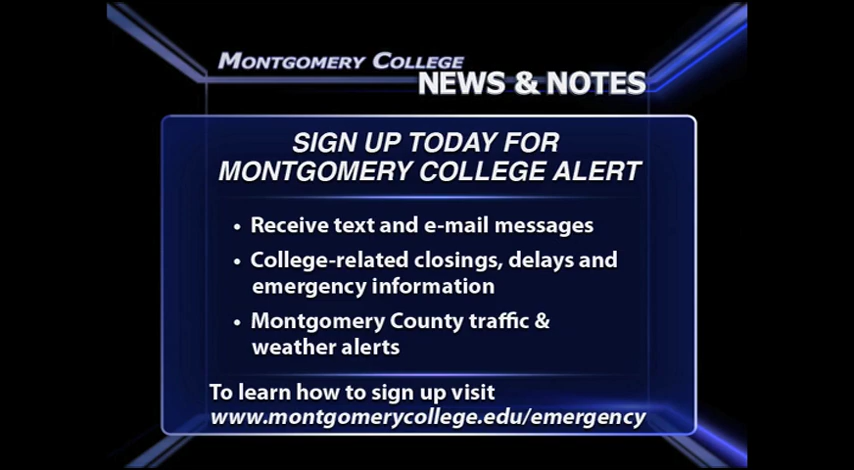 MONTGOMERY COLLEGE
NEWS & NOTES
SIGN UP TODAY FOR
MONTGOMERY COLLEGE ALERT
• Receive text and e-mail messages
• College-related closings, delays and
emergency information
• Montgomery County traffic &
weather alerts
To learn how to sign up visit
www.montgomerycollege.edu/emergency